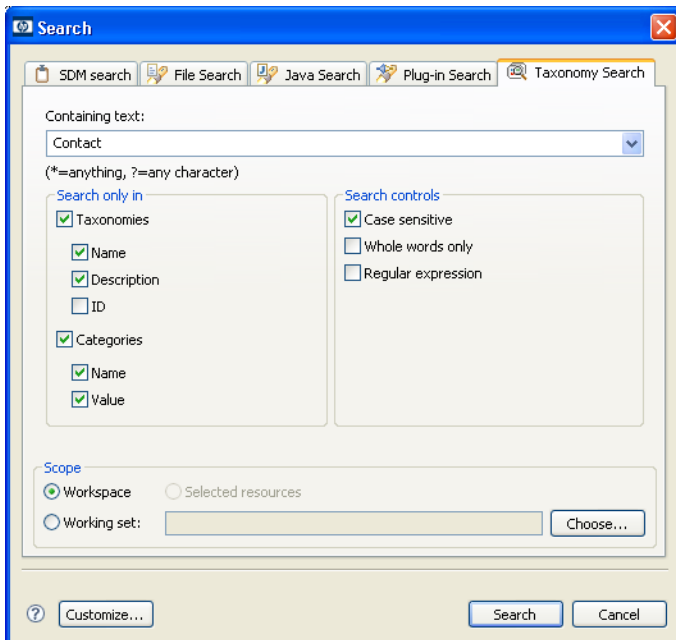 Search
SDM search File Search Java Search Plug-in Search Taxonomy Search
Containing text:
Contact
(*=anything, ?=any character)
Search only in
Taxonomies
Name
Description
ID
Categories
Name
Value
Search controls
Case sensitive
Whole words only
Regular expression
Scope
Workspace Selected resources
Working set: Choose...
? Customize... Search Cancel